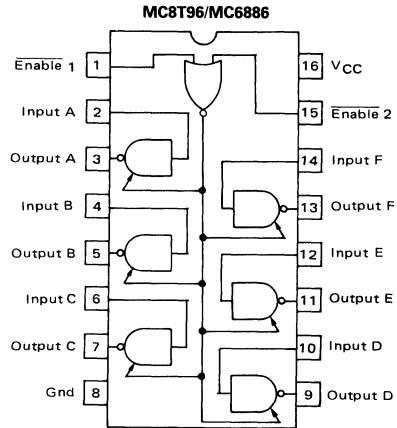 MC8T96/MC6886
Enable 1
1
16
VCC
Input A
2
15
Enable 2
Output A
3
14
Input F
Input B
4
13
Output F
Output B
5
12
Input E
Input C
6
11
Output E
Output C
7
10
Input D
Gnd
8
9
Output D